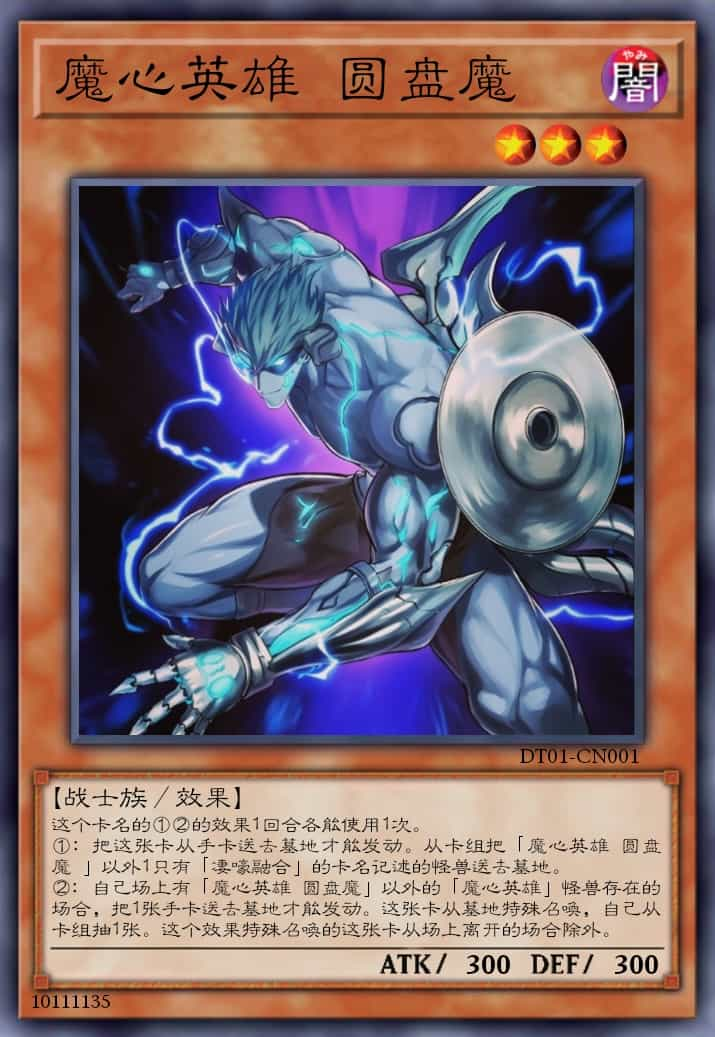 魔心英雄 圆盘魔
やみ
闇
DT01-CN001
【战士族／效果】
这个卡名的①②的效果1回合各能使用1次。
①：把这张卡从手卡送去墓地才能发动。从卡组把「魔心英雄 圆盘
魔 」以外1只有「凄嚎融合」的卡名记述的怪兽送去墓地。
②：自己场上有「魔心英雄 圆盘魔」以外的「魔心英雄」怪兽存在的
场合，把1张手卡送去墓地才能发动。这张卡从墓地特殊召唤，自己从
卡组抽1张。这个效果特殊召唤的这张卡从场上离开的场合除外。
ATK/ 300 DEF/ 300
10111135